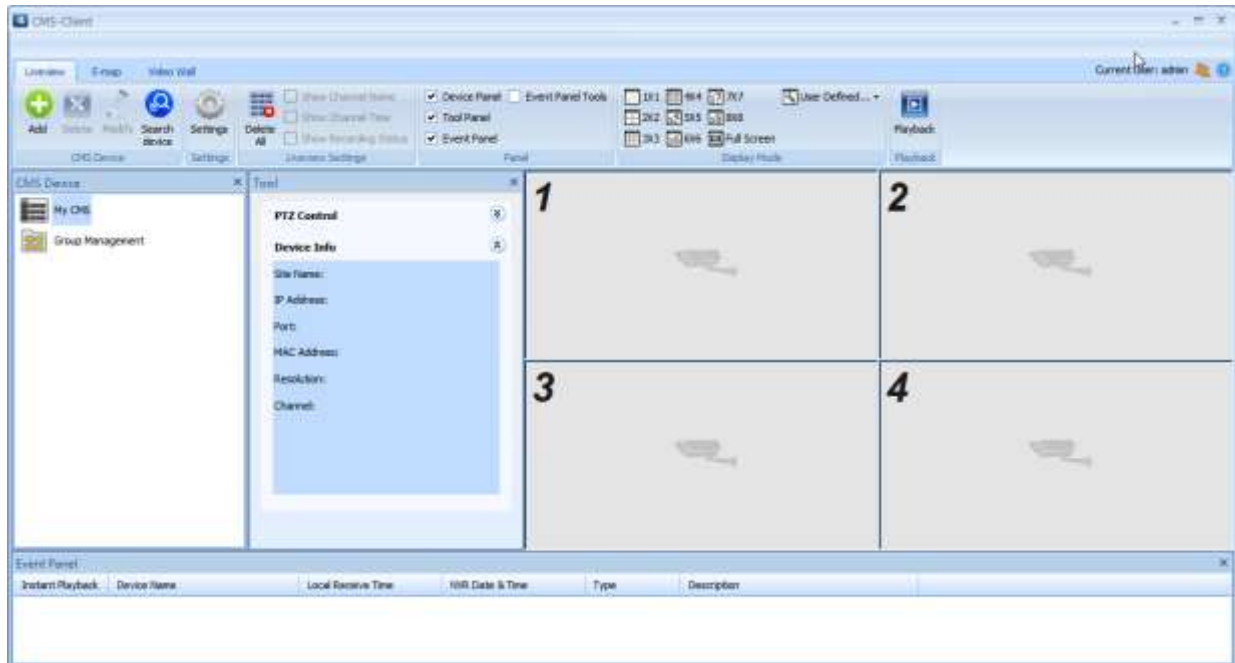 CMS-Client
Liveview E-map Video Wall Current User: admin
Add Delete Modify Search device
CMS Device
Settings
Settings
Delete All
Show Channel Name
Show Channel Time
Show Recording Status
Liveview Settings
Device Panel Event Panel Tools
Tool Panel
Event Panel
Panel
1X1 4X4 7X7 User Defined...
2X2 5X5 8X8
3X3 6X6 Full Screen
Display Mode
Playback
Playback
CMS Device
My CMS
Group Management
Tool
PTZ Control
Device Info
Site Name:
IP Address:
Port:
MAC Address:
Resolution:
Channel:
1
2
3
4
Event Panel
Instant Playback Device Name Local Receive Time NVR Date & Time Type Description